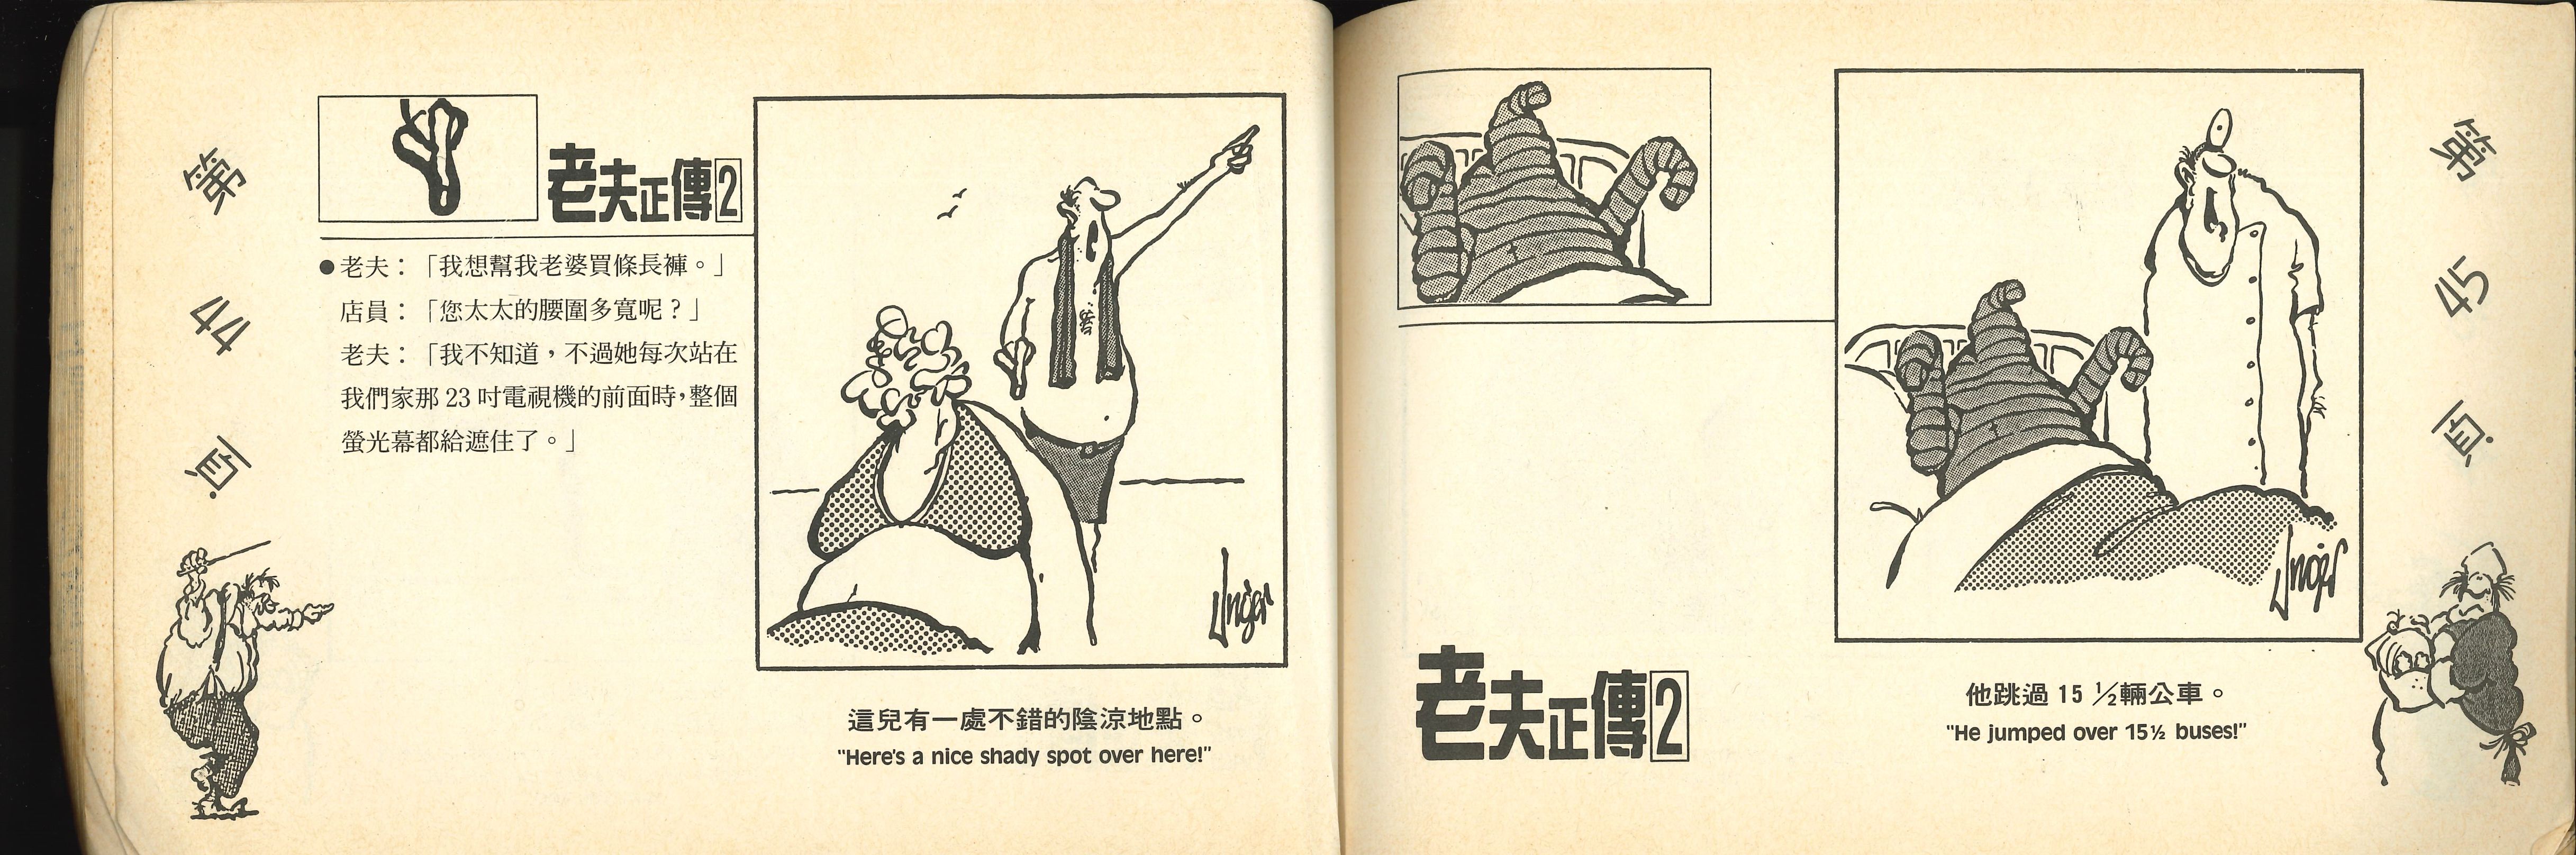 第
44
頁
老夫正傳2
●老夫：「我想幫我老婆買條長褲。」
店員：「您太太的腰圍多寬呢？」
老夫：「我不知道，不過她每次站在
我們家那 23 吋電視機的前面時，整個
螢光幕都給遮住了。」
Unger
這兒有一處不錯的陰涼地點。
"Here's a nice shady spot over here!"
Unger
老夫正傳2
他跳過 15 ½輛公車。
"He jumped over 15½ buses!"
第
45
頁